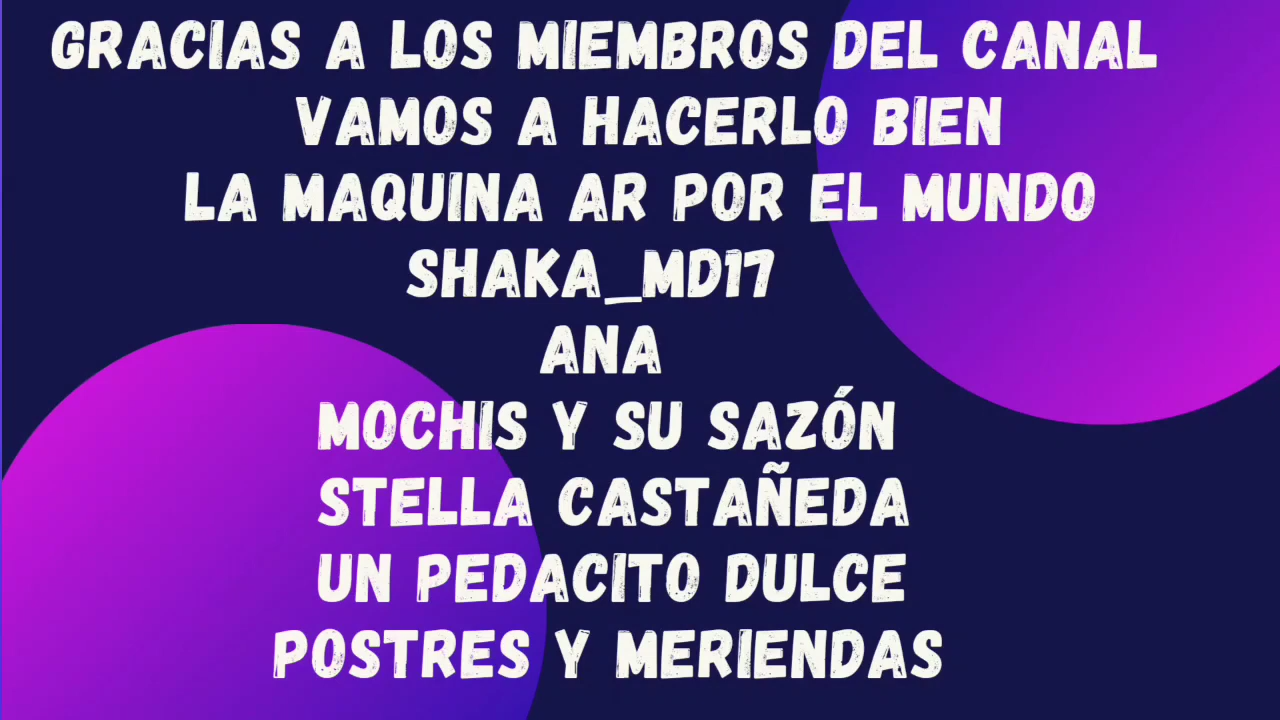 GRACIAS A LOS MIEMBROS DEL CANAL
VAMOS A HACERLO BIEN
LA MAQUINA AR POR EL MUNDO
SHAKA_MD17
ANA
MOCHIS Y SU SAZÓN
STELLA CASTAÑEDA
UN PEDACITO DULCE
POSTRES Y MERIENDAS